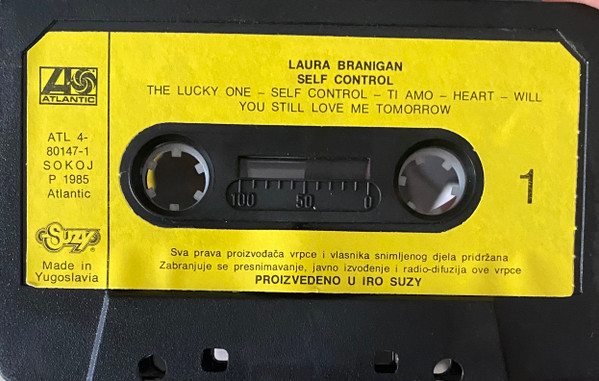 LAURA BRANIGAN
SELF CONTROL
THE LUCKY ONE – SELF CONTROL – TI AMO – HEART – WILL
YOU STILL LOVE ME TOMORROW
ATLANTIC
ATL 4-
80147-1
SOKOJ
P 1985
Atlantic
Suzy
Made in
Yugoslavia
100 50 0
1
Sva prava proizvođača vrpce i vlasnika snimljenog djela pridržana
Zabranjuje se presnimavanje, javno izvođenje i radio-difuzija ove vrpce
PROIZVEDENO U IRO SUZY